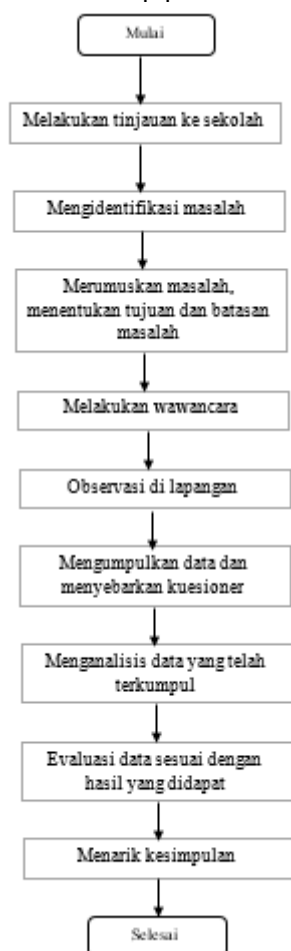 Mulai
Melakukan tinjauan ke sekolah
Mengidentifikasi masalah
Merumuskan masalah,
menentukan tujuan dan batasan
masalah
Melakukan wawancara
Observasi di lapangan
Mengumpulkan data dan
menyebarkan kuesioner
Menganalisis data yang telah
terkumpul
Evaluasi data sesuai dengan
hasil yang didapat
Menarik kesimpulan
Selesai